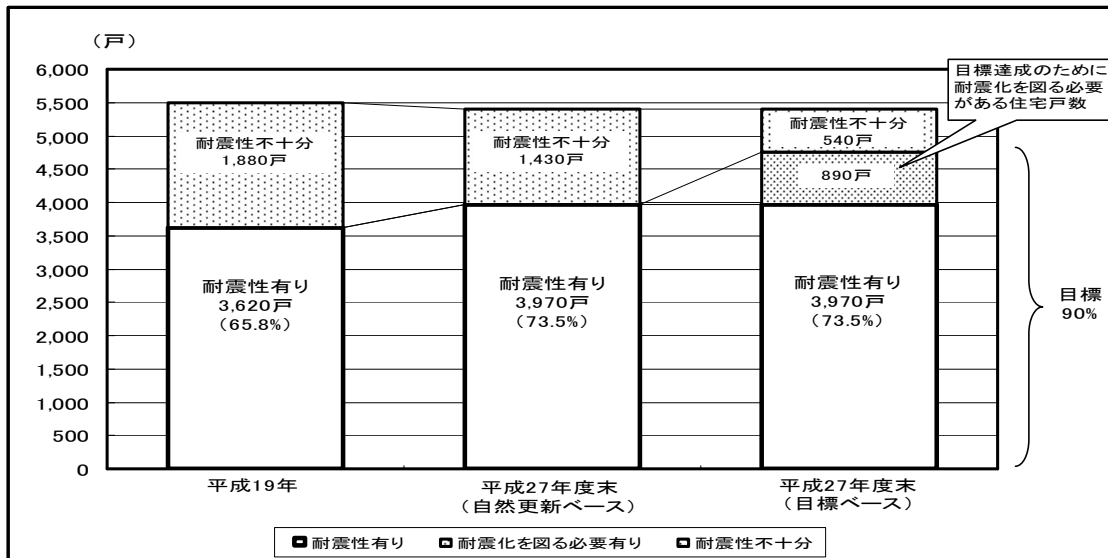 （戸）
6,000
5,500
5,000
4,500
4,000
3,500
3,000
2,500
2,000
1,500
1,000
500
0
耐震性不十分
1,880戸
耐震性有り
3,620戸
（65.8%）
平成19年
耐震性不十分
1,430戸
耐震性有り
3,970戸
（73.5%）
平成27年度末
（自然更新ベース）
目標達成のために
耐震化を図る必要
がある住宅戸数
耐震性不十分
540戸
890戸
耐震性有り
3,970戸
（73.5%）
平成27年度末
（目標ベース）
目標
90%
耐震性有り 耐震化を図る必要有り 耐震性不十分